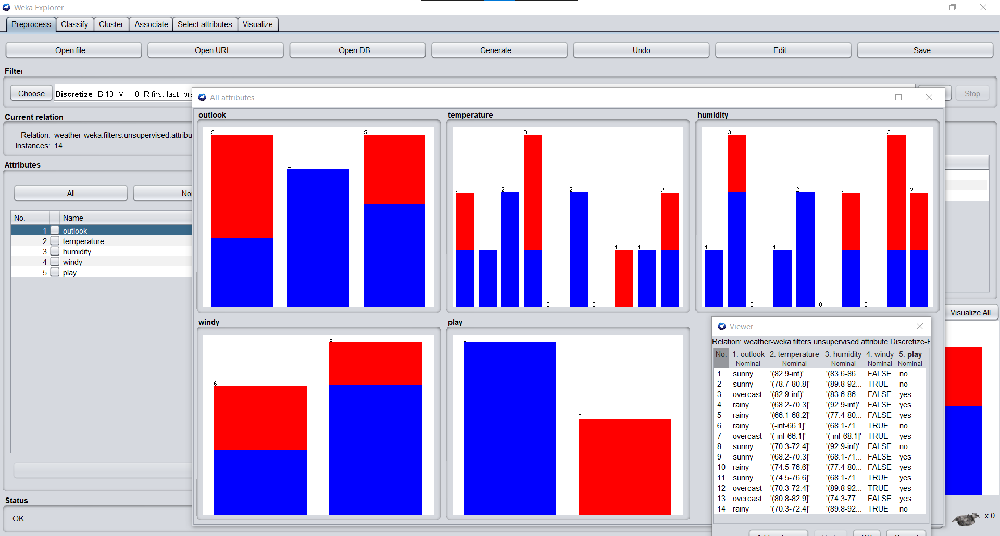 Weka Explorer
Preprocess Classify Cluster Associate Select attributes Visualize
Open file... Open URL... Open DB... Generate... Undo Edit... Save...
Filter
Choose Discretize -B 10 -M -1.0 -R first-last -pre
Stop
All attributes
Current relation
Relation: weather-weka.filters.unsupervised.attribu
Instances: 14
Attributes
All
No. Name
1 outlook
2 temperature
3 humidity
4 windy
5 play
Status
OK
outlook
5 4 5
temperature
2 1 2 3 0 2 0 1 1 2
humidity
1 3 0 1 2 0 2 0 3 2
windy
6 8
play
9 5
Visualize All
Viewer
Relation: weather-weka.filters.unsupervised.attribute.Discretize-E
No. 1: outlook 2: temperature 3: humidity 4: windy 5: play
Nominal Nominal Nominal Nominal Nominal
1 sunny '(82.9-inf)' '(83.6-86... FALSE no
2 sunny '(78.7-80.8]' '(89.8-92... TRUE no
3 overcast '(82.9-inf)' '(83.6-86... FALSE yes
4 rainy '(68.2-70.3]' '(92.9-inf)' FALSE yes
5 rainy '(66.1-68.2]' '(77.4-80... FALSE yes
6 rainy '(-inf-66.1]' '(68.1-71... TRUE no
7 overcast '(-inf-66.1]' '(-inf-68.1]' TRUE yes
8 sunny '(70.3-72.4]' '(92.9-inf)' FALSE no
9 sunny '(68.2-70.3]' '(68.1-71... FALSE yes
10 rainy '(74.5-76.6]' '(77.4-80... FALSE yes
11 sunny '(74.5-76.6]' '(68.1-71... TRUE yes
12 overcast '(70.3-72.4]' '(89.8-92... TRUE yes
13 overcast '(80.8-82.9]' '(74.3-77... FALSE yes
14 rainy '(70.3-72.4]' '(89.8-92... TRUE no
x 0